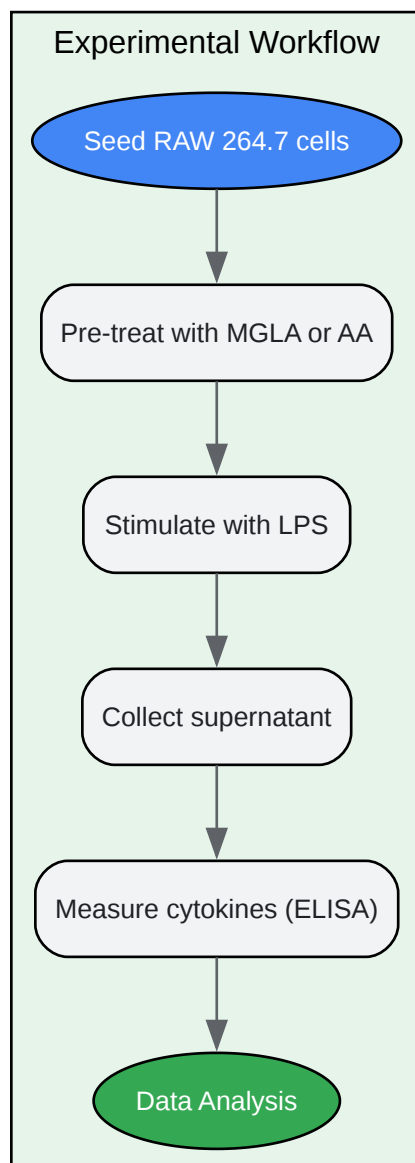 Experimental Workflow
Seed RAW 264.7 cells
Pre-treat with MGLA or AA
Stimulate with LPS
Collect supernatant
Measure cytokines (ELISA)
Data Analysis